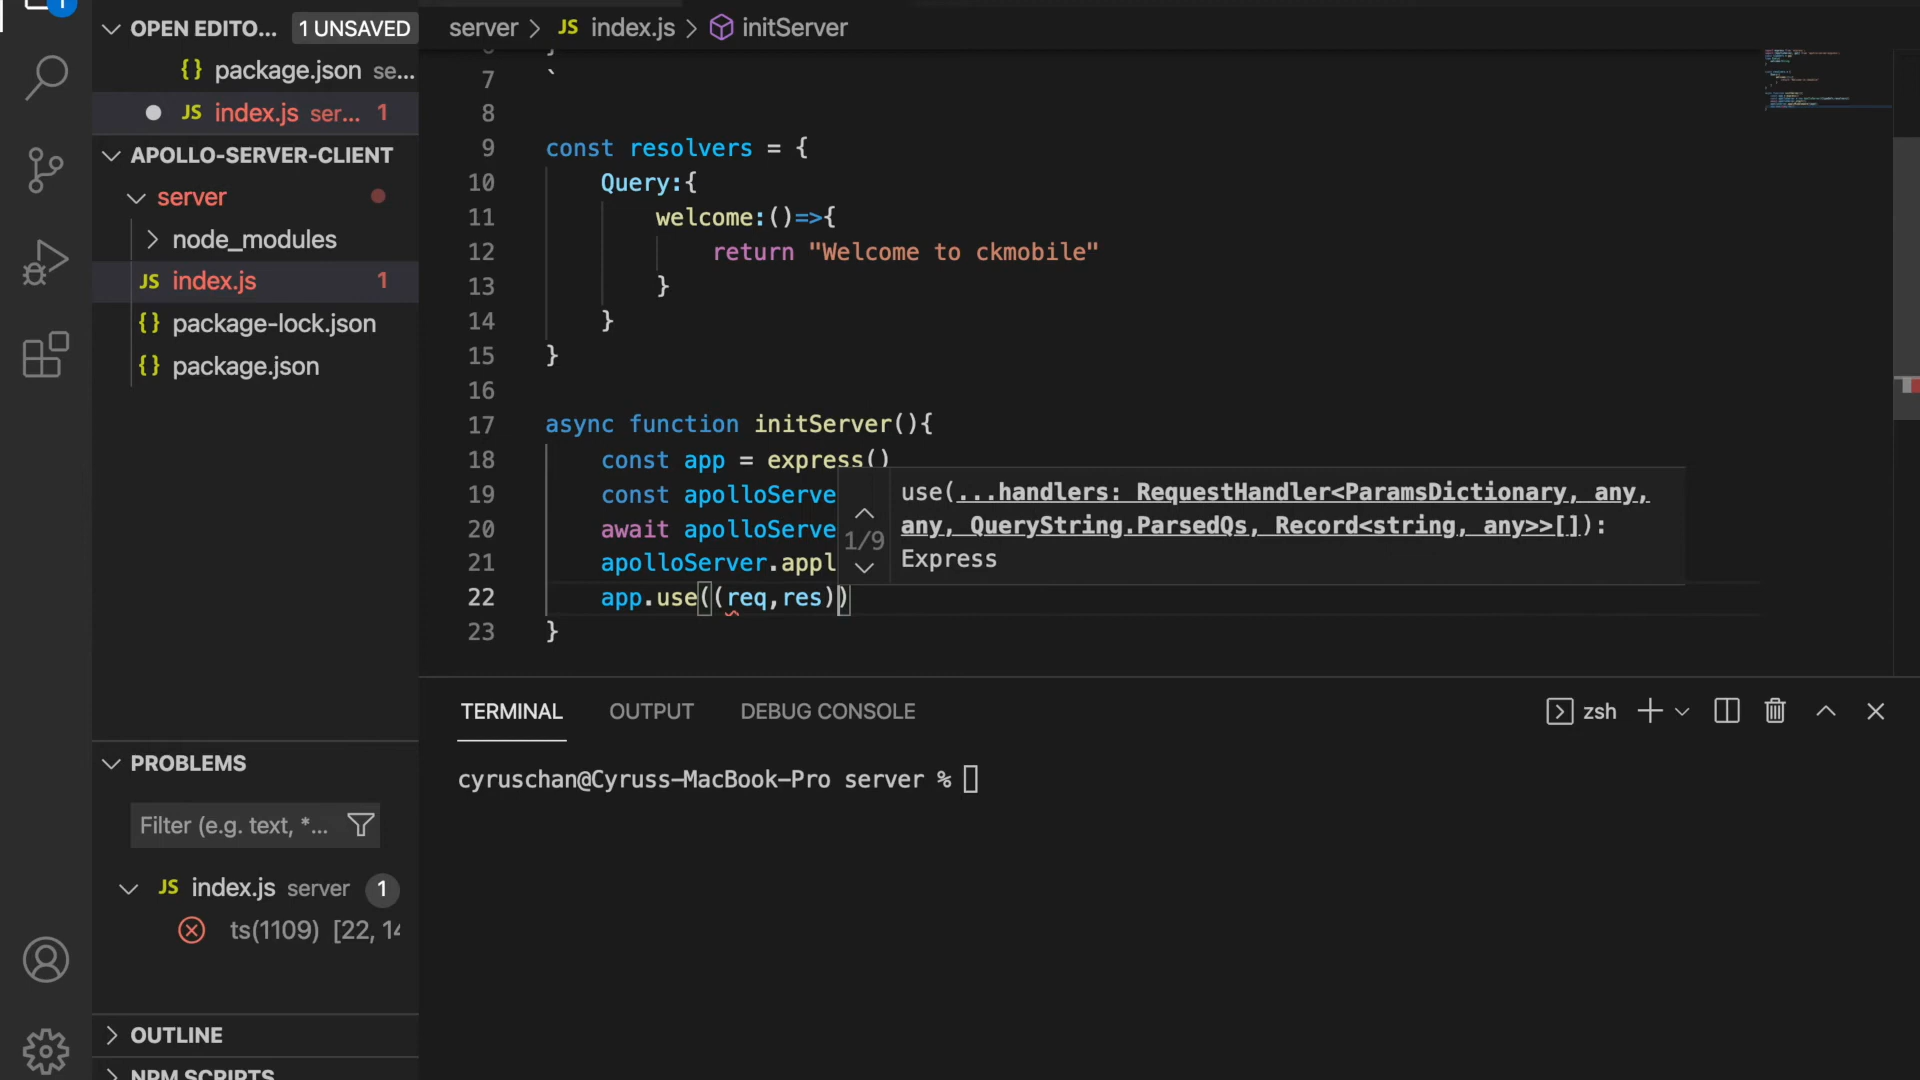 1
OPEN EDITO... 1 UNSAVED
{} package.json se...
JS index.js ser... 1
APOLLO-SERVER-CLIENT
server
node_modules
JS index.js 1
{} package-lock.json
{} package.json
PROBLEMS
Filter (e.g. text, *...
JS index.js server 1
ts(1109) [22, 14
OUTLINE
NPM SCRIPTS
server > JS index.js > initServer
7 `
8
9 const resolvers = {
10 Query:{
11 welcome:()=>{
12 return "Welcome to ckmobile"
13 }
14 }
15 }
16
17 async function initServer(){
18 const app = express()
19 const apolloServe
20 await apolloServe
21 apolloServer.appl
22 app.use((req,res))
23 }
1/9
use(...handlers: RequestHandler<ParamsDictionary, any,
any, QueryString.ParsedQs, Record<string, any>>[]):
Express
TERMINAL OUTPUT DEBUG CONSOLE
zsh
cyruschan@Cyruss-MacBook-Pro server %